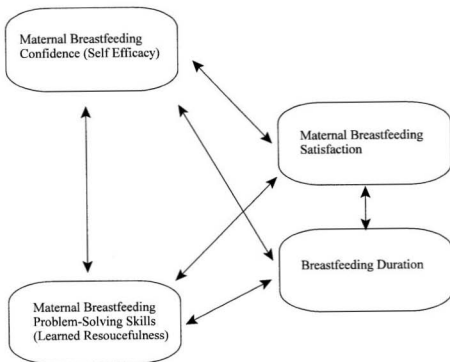 Maternal Breastfeeding
Confidence (Self Efficacy)
Maternal Breastfeeding
Satisfaction
Breastfeeding Duration
Maternal Breastfeeding
Problem-Solving Skills
(Learned Resoucefulness)